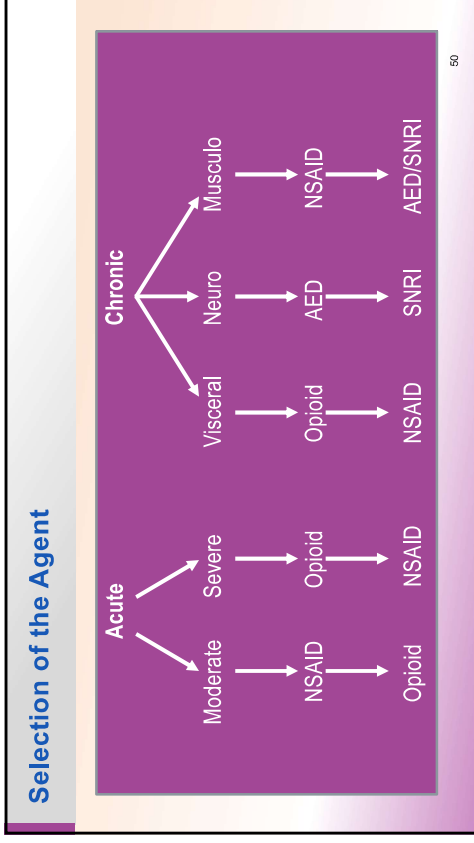 Selection of the Agent
Acute Chronic
Moderate Severe Visceral Neuro Musculo
NSAID Opioid Opioid AED NSAID
Opioid NSAID NSAID SNRI AED/SNRI
50